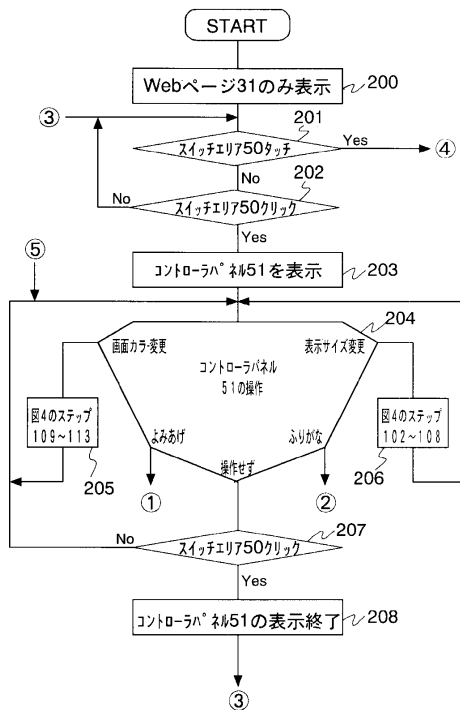 START
Webページ31のみ表示
200
③
201
スイッチエリア50タッチ
Yes
④
No
202
スイッチエリア50クリック
No
Yes
⑤
コントローラパネル51を表示
203
204
画面カラー変更
表示サイズ変更
コントローラパネル
51の操作
図4のステップ
109~113
205
図4のステップ
102~108
206
よみあげ
ふりがな
操作せず
①
②
207
No
スイッチエリア50クリック
Yes
コントローラパネル51の表示終了
208
③